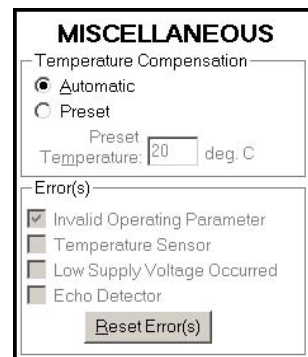 MISCELLANEOUS
Temperature Compensation
Automatic
Preset
Preset
Temperature: 20 deg. C
Error(s)
Invalid Operating Parameter
Temperature Sensor
Low Supply Voltage Occurred
Echo Detector
Reset Error(s)